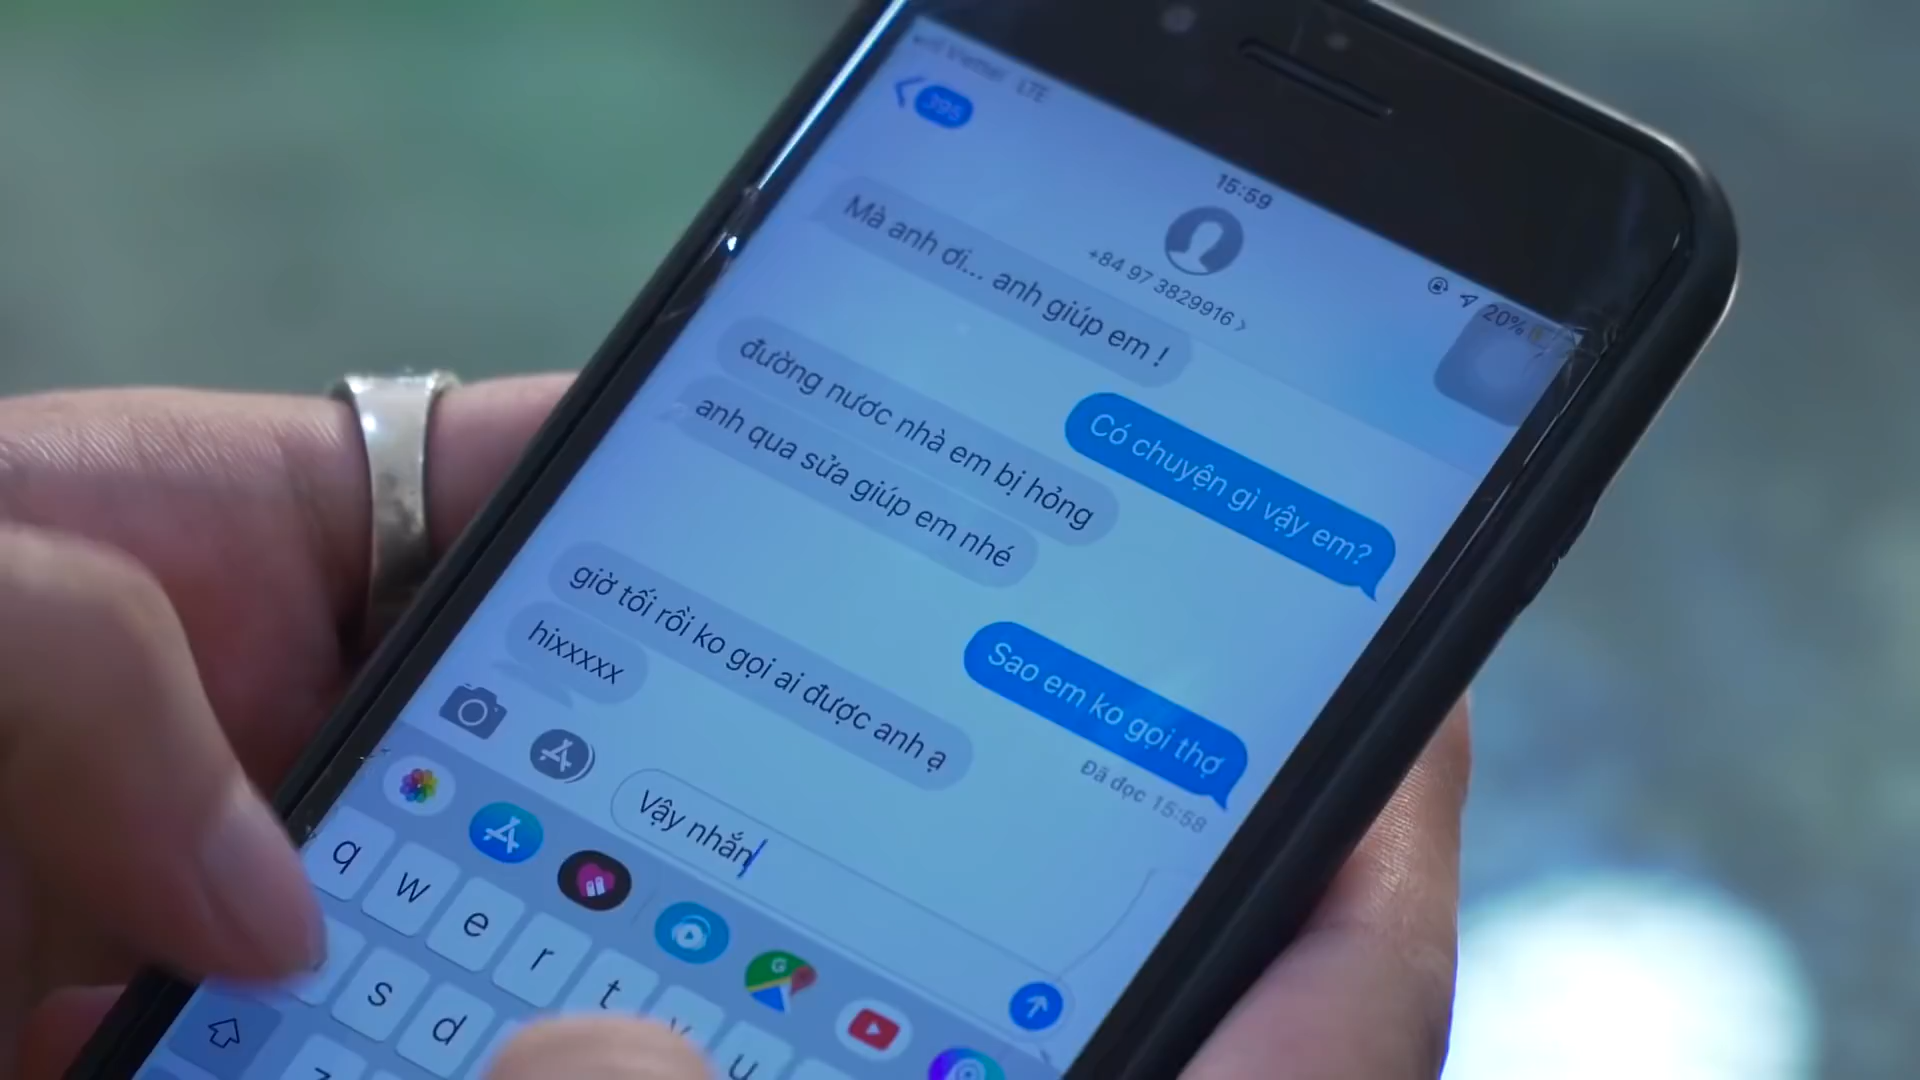 Viettel LTE
15:59
20%
395
+84 97 3829916
Mà anh ơi... anh giúp em !
Có chuyện gì vậy em?
đường nươc nhà em bị hỏng
anh qua sửa giúp em nhé
Sao em ko gọi thợ
Đã đọc 15:58
giờ tối rồi ko gọi ai được anh ạ
hixxxxx
Vậy nhắn
q w e r t y u
s d
z